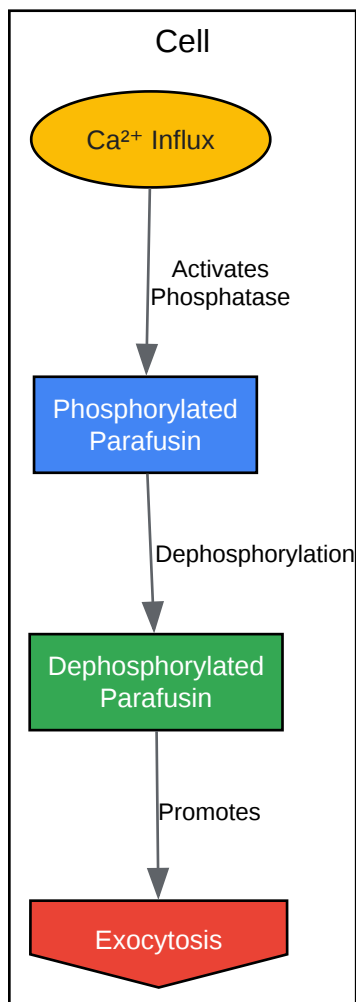 Cell
Ca²⁺ Influx
Activates
Phosphatase
Phosphorylated
Parafusin
Dephosphorylation
Dephosphorylated
Parafusin
Promotes
Exocytosis